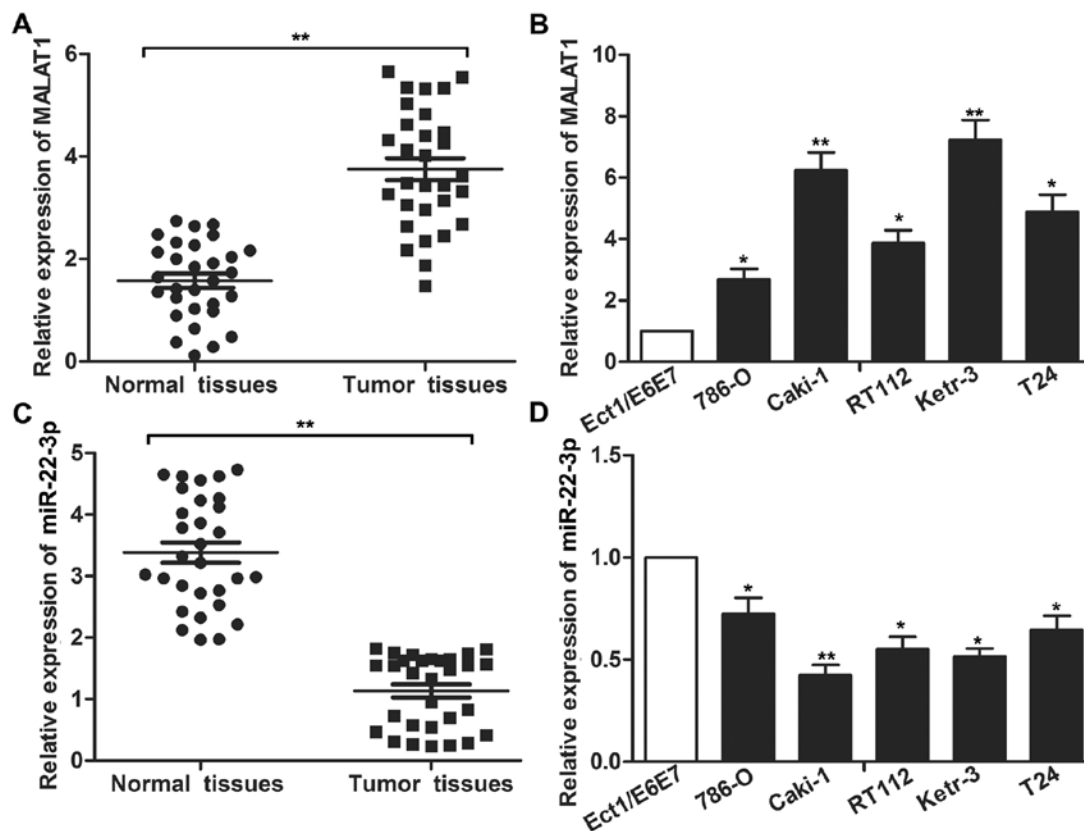 A
Relative expression of MALAT1
6
4
2
0
**
Normal tissues
Tumor tissues
B
Relative expression of MALAT1
10
8
6
4
2
0
*
**
*
**
*
Ect1/E6E7
786-O
Caki-1
RT112
Ketr-3
T24
C
Relative expression of miR-22-3p
5
4
3
2
1
0
**
Normal tissues
Tumor tissues
D
Relative expression of miR-22-3p
1.5
1.0
0.5
0.0
*
**
*
*
*
Ect1/E6E7
786-O
Caki-1
RT112
Ketr-3
T24